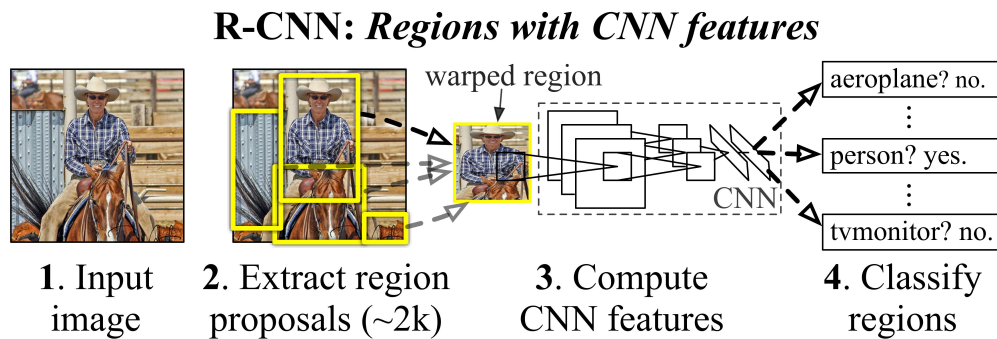 R-CNN: Regions with CNN features
warped region
aeroplane? no.
⋮
person? yes.
⋮
tvmonitor? no.
CNN
1. Input
image
2. Extract region
proposals (~2k)
3. Compute
CNN features
4. Classify
regions